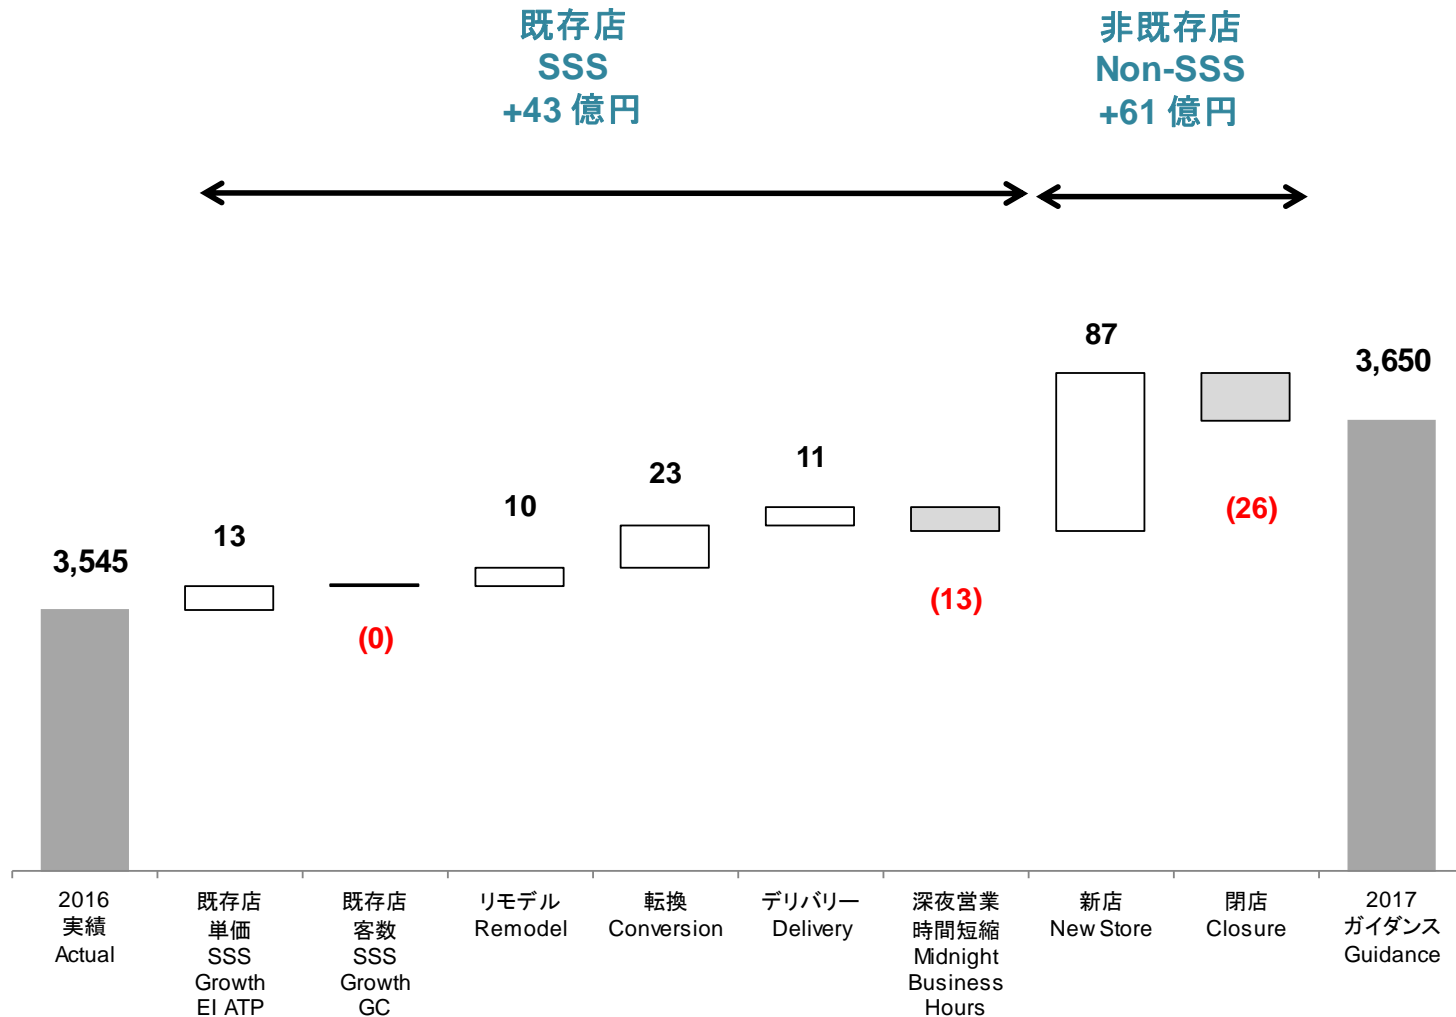 既存店
SSS
+43 億円
非既存店
Non-SSS
+61 億円
3,545
13
(0)
10
23
11
(13)
87
(26)
3,650
2016
実績
Actual
既存店
単価
SSS
Growth
EI ATP
既存店
客数
SSS
Growth
GC
リモデル
Remodel
転換
Conversion
デリバリー
Delivery
深夜営業
時間短縮
Midnight
Business
Hours
新店
New Store
閉店
Closure
2017
ガイダンス
Guidance